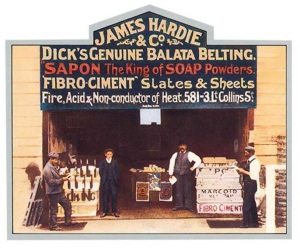 JAMES HARDIE
& Co.
DICK'S GENUINE BALATA BELTING.
"SAPON The King of SOAP Powders.
"FIBRO-CIMENT" Slates & Sheets
Fire, Acid & Non-conductor of Heat. 581-3. Lt Collins St.
FIBRO CIMENT